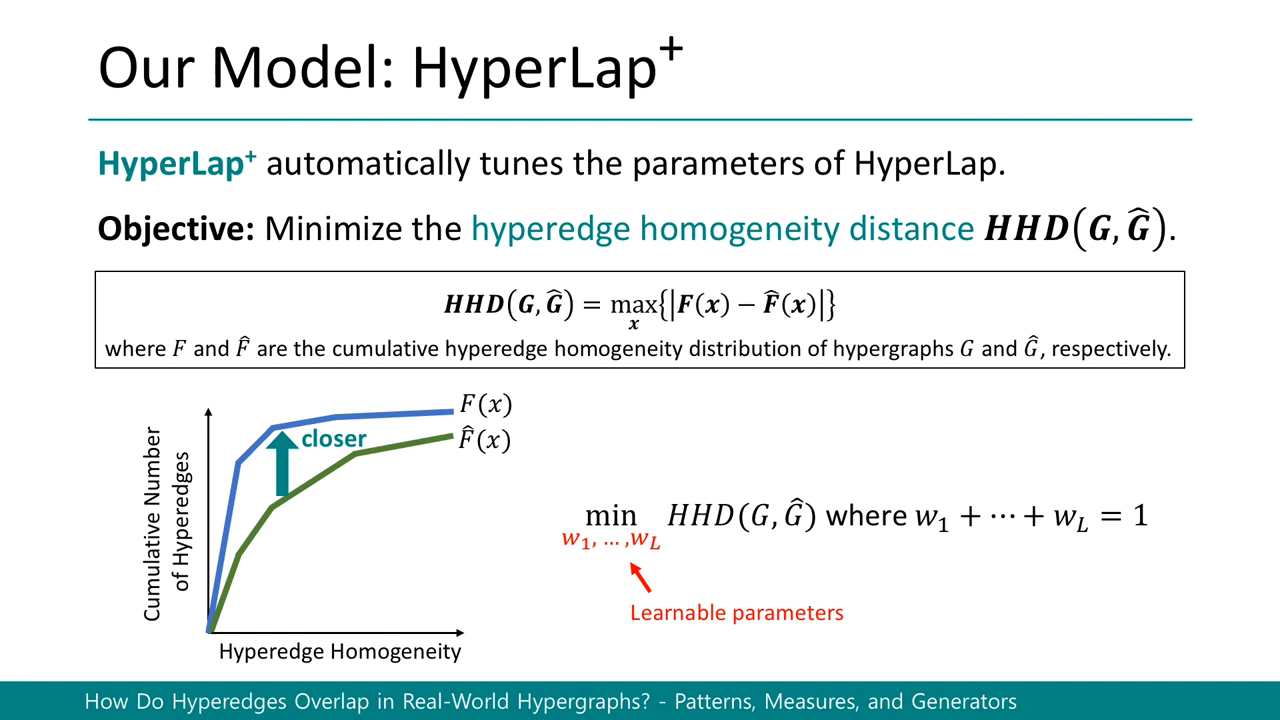 Our Model: HyperLap⁺
HyperLap⁺ automatically tunes the parameters of HyperLap.
Objective: Minimize the hyperedge homogeneity distance HHD(G, Ĝ).
HHD(G, Ĝ) = max{|F(x) − F̂(x)|}
x
where F and F̂ are the cumulative hyperedge homogeneity distribution of hypergraphs G and Ĝ, respectively.
Cumulative Number
of Hyperedges
F(x)
closer
F̂(x)
Hyperedge Homogeneity
min HHD(G, Ĝ) where w₁ + ⋯ + w_L = 1
w₁, … ,w_L
Learnable parameters
How Do Hyperedges Overlap in Real-World Hypergraphs? - Patterns, Measures, and Generators